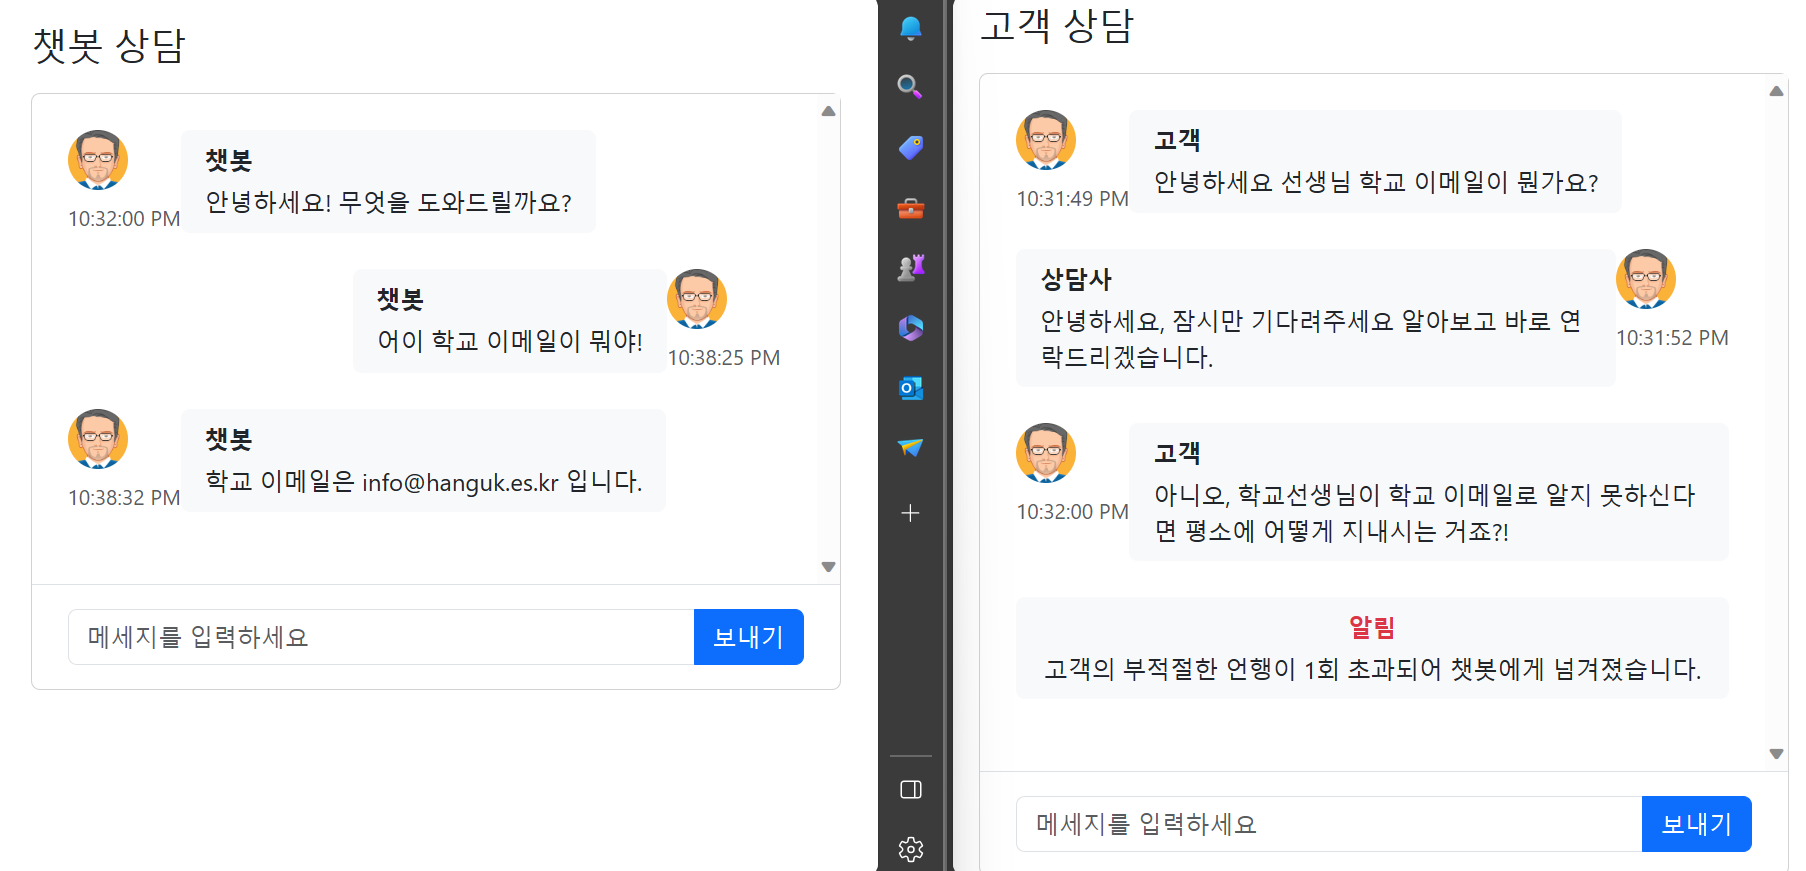 챗봇 상담
챗봇
안녕하세요! 무엇을 도와드릴까요?
10:32:00 PM
챗봇
어이 학교 이메일이 뭐야!
10:38:25 PM
챗봇
학교 이메일은 info@hanguk.es.kr 입니다.
10:38:32 PM
메세지를 입력하세요
보내기
고객 상담
고객
안녕하세요 선생님 학교 이메일이 뭔가요?
10:31:49 PM
상담사
안녕하세요, 잠시만 기다려주세요 알아보고 바로 연
락드리겠습니다.
10:31:52 PM
고객
아니오, 학교선생님이 학교 이메일로 알지 못하신다
면 평소에 어떻게 지내시는 거죠?!
10:32:00 PM
알림
고객의 부적절한 언행이 1회 초과되어 챗봇에게 넘겨졌습니다.
메세지를 입력하세요
보내기